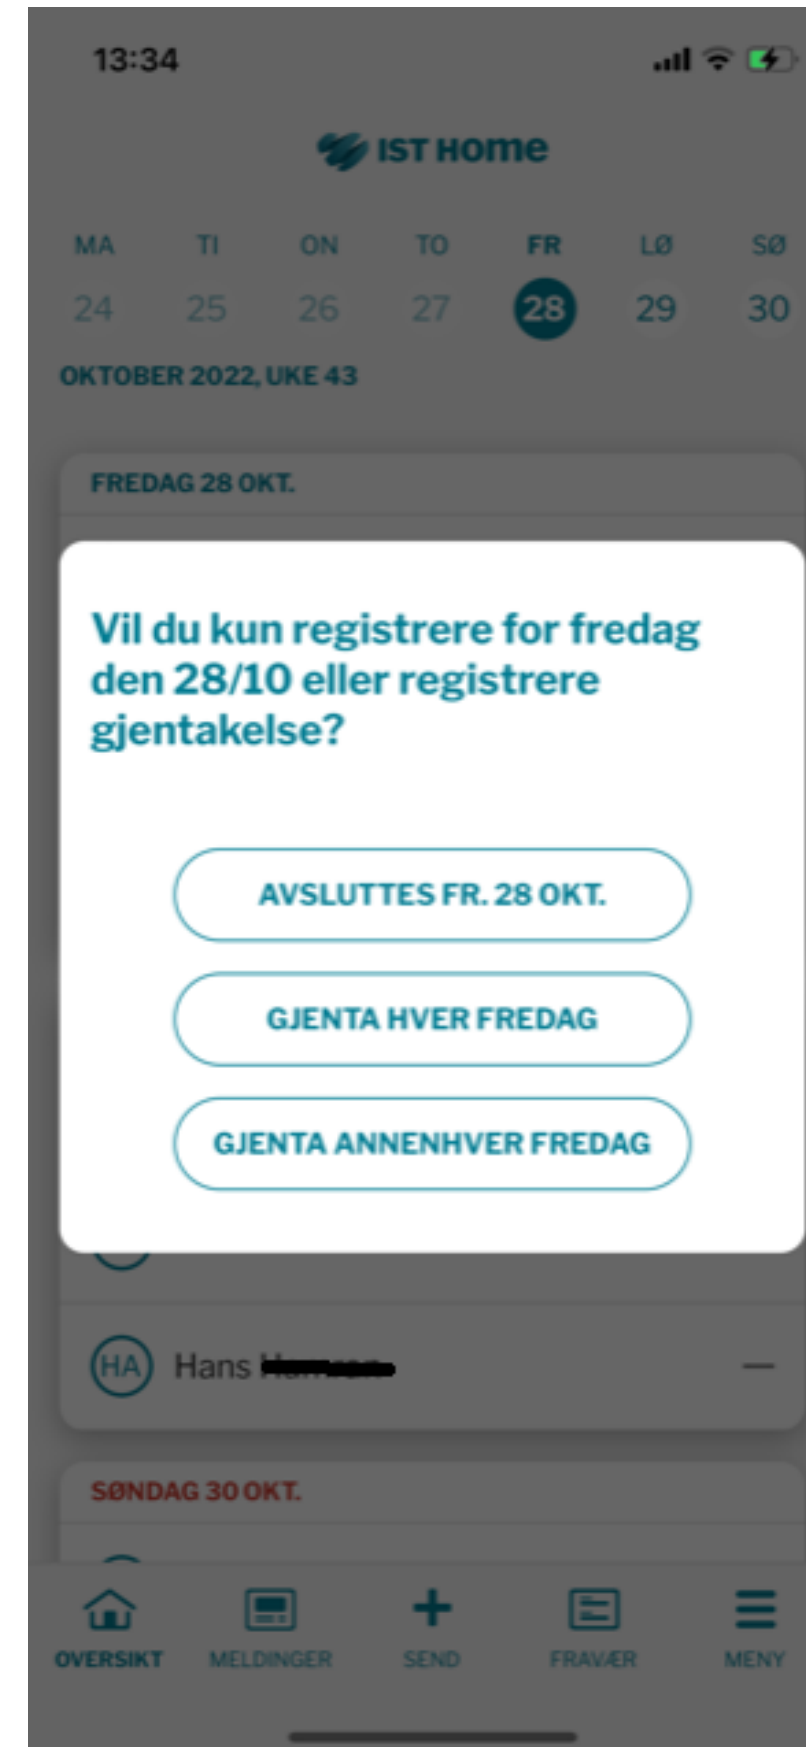 13:34
IST HOme
MA TI ON TO FR LØ SØ
24 25 26 27 28 29 30
OKTOBER 2022, UKE 43
FREDAG 28 OKT.
Vil du kun registrere for fredag
den 28/10 eller registrere
gjentakelse?
AVSLUTTES FR. 28 OKT.
GJENTA HVER FREDAG
GJENTA ANNENHVER FREDAG
HA Hans
SØNDAG 30 OKT.
OVERSIKT MELDINGER SEND FRAVÆR MENY